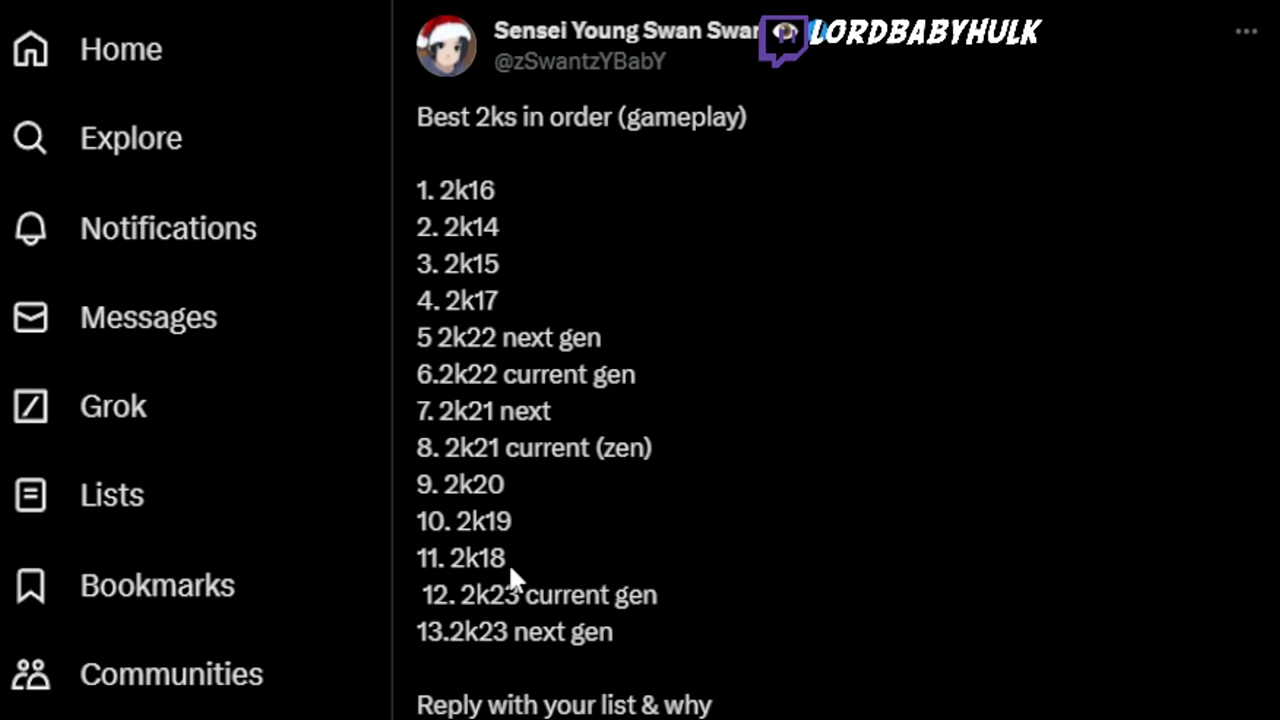 Home
Explore
Notifications
Messages
Grok
Lists
Bookmarks
Communities
Sensei Young Swan Swan
LORDBABYHULK
@zSwantzYBabY
Best 2ks in order (gameplay)
1. 2k16
2. 2k14
3. 2k15
4. 2k17
5 2k22 next gen
6.2k22 current gen
7. 2k21 next
8. 2k21 current (zen)
9. 2k20
10. 2k19
11. 2k18
12. 2k23 current gen
13.2k23 next gen
Reply with your list & why